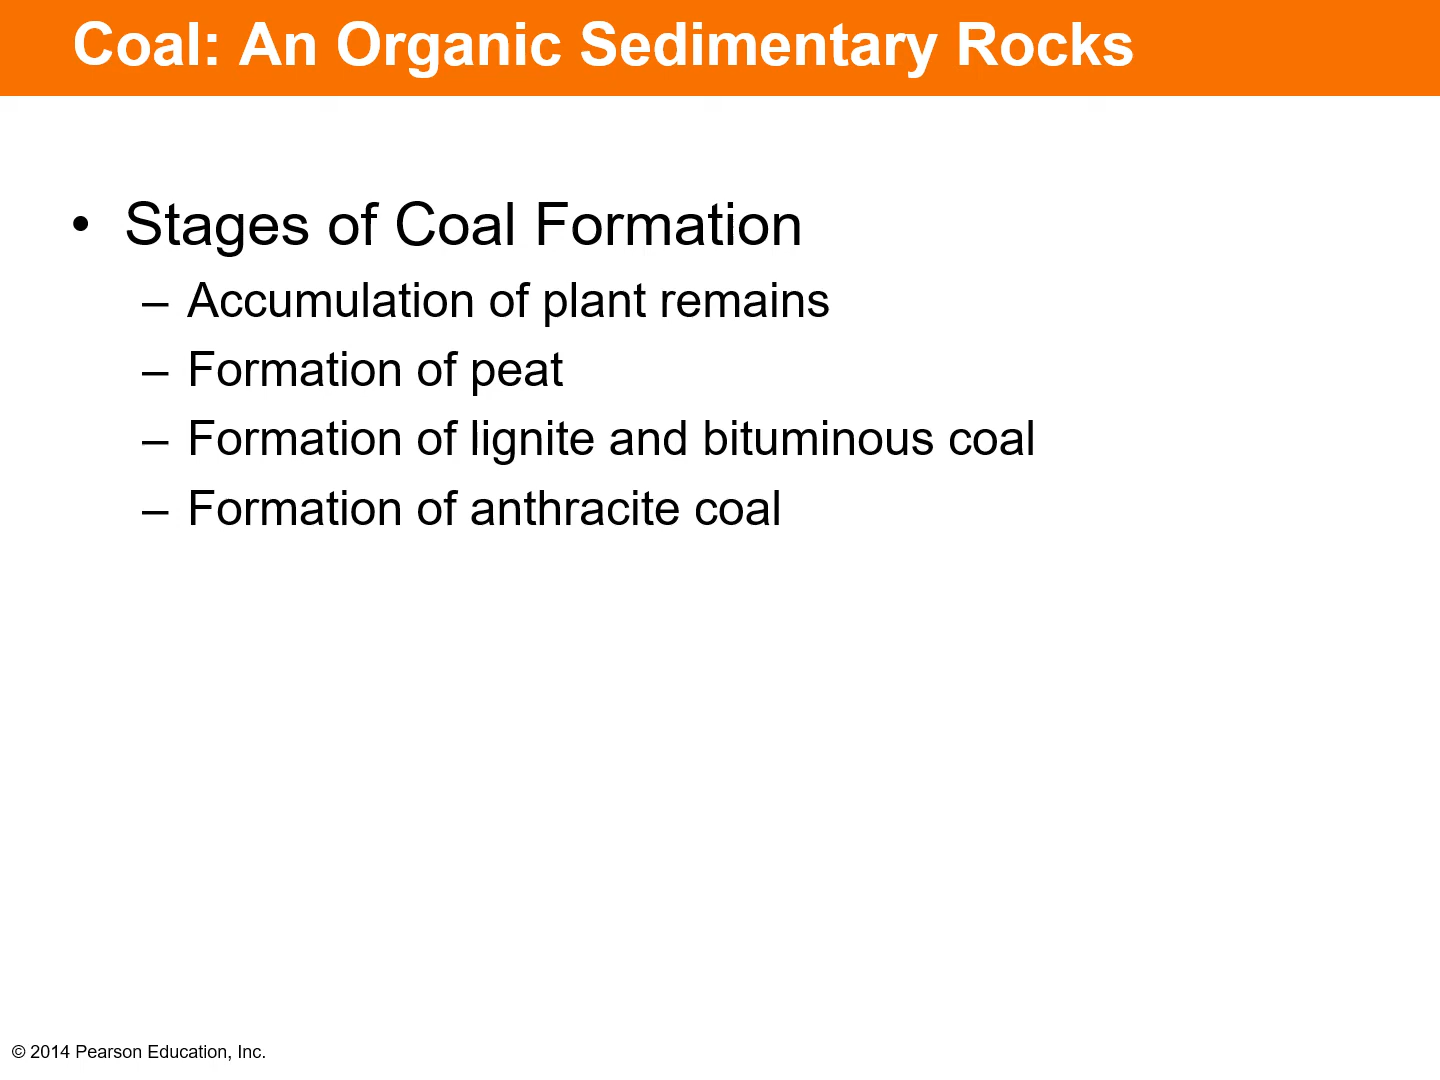 Coal: An Organic Sedimentary Rocks
• Stages of Coal Formation
– Accumulation of plant remains
– Formation of peat
– Formation of lignite and bituminous coal
– Formation of anthracite coal
© 2014 Pearson Education, Inc.